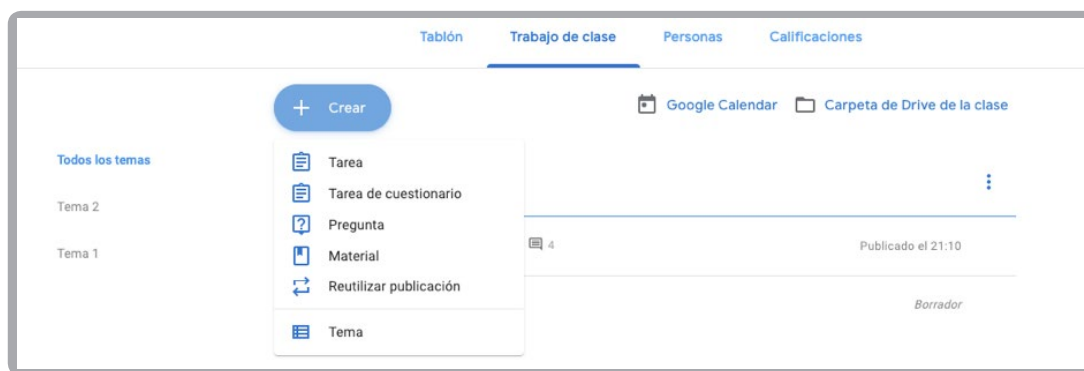 Tablón Trabajo de clase Personas Calificaciones
Crear
Google Calendar Carpeta de Drive de la clase
Todos los temas
Tema 2
Tema 1
Tarea
Tarea de cuestionario
Pregunta
Material
Reutilizar publicación
Tema
4
Publicado el 21:10
Borrador